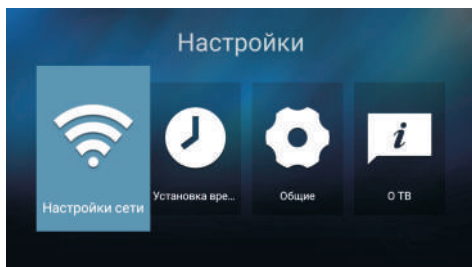 Настройки
Настройки сети
Установка вре...
Общие
О ТВ